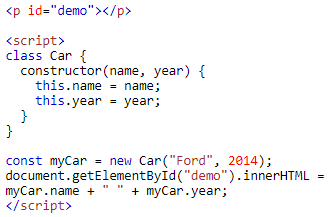 <p id="demo"></p>

<script>
class Car {
  constructor(name, year) {
    this.name = name;
    this.year = year;
  }
}

const myCar = new Car("Ford", 2014);
document.getElementById("demo").innerHTML =
myCar.name + " " + myCar.year;
</script>